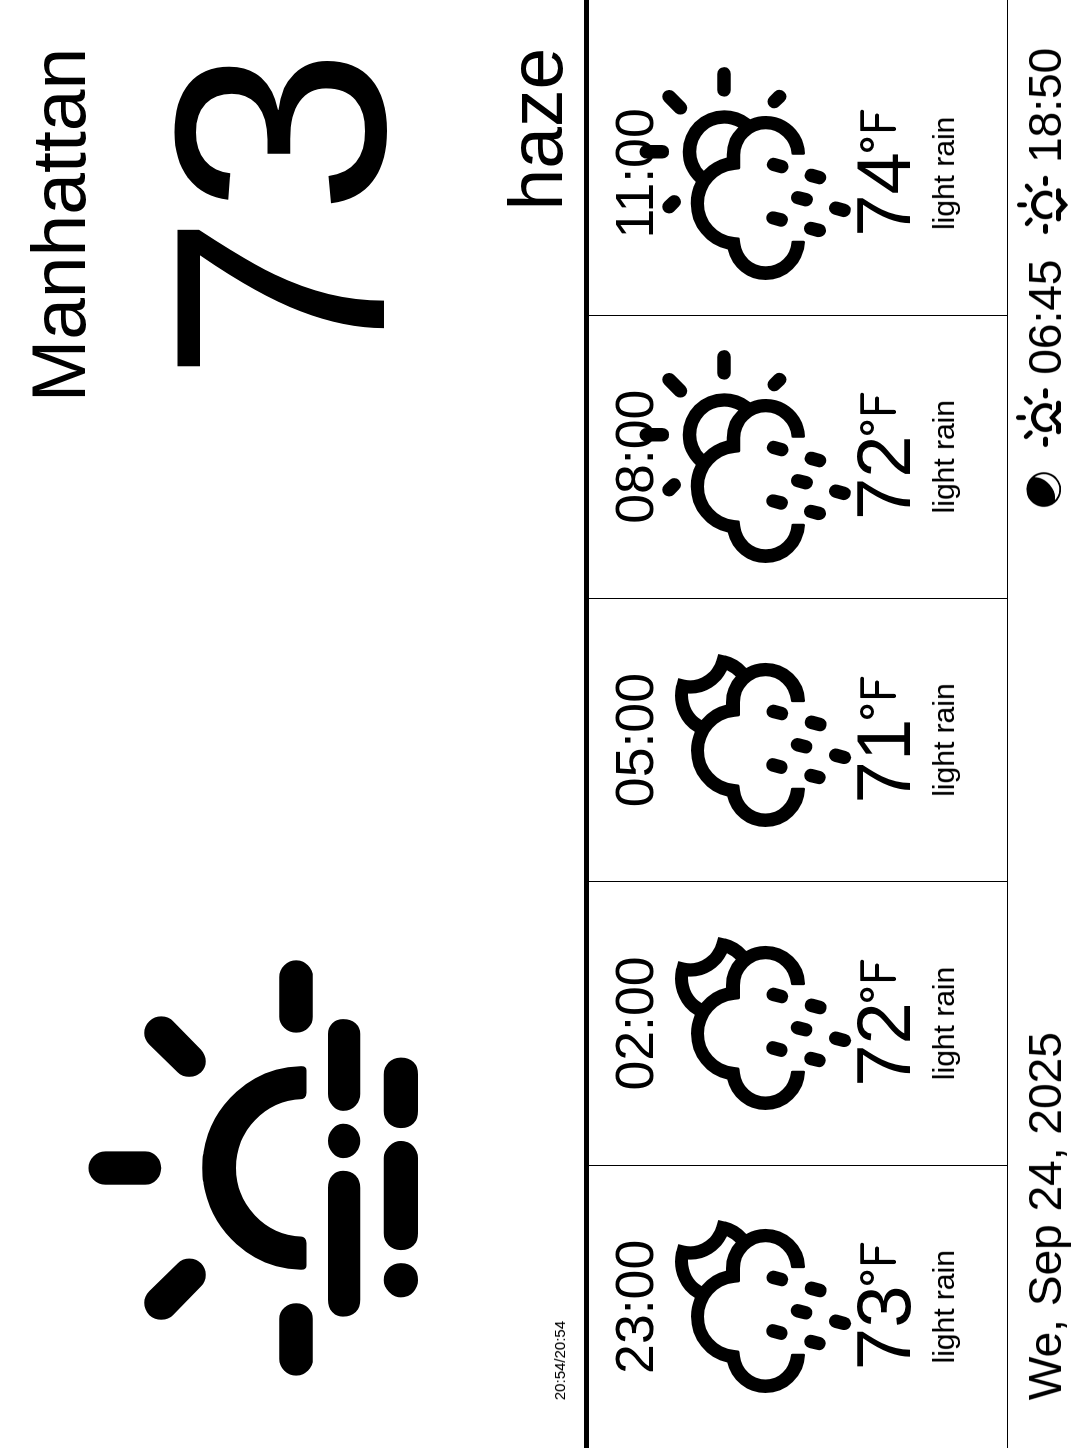 Manhattan
73
haze
20:54/20:54
23:00 02:00 05:00 08:00 11:00
73°F 72°F 71°F 72°F 74°F
light rain light rain light rain light rain light rain
We, Sep 24, 2025 06:45 18:50